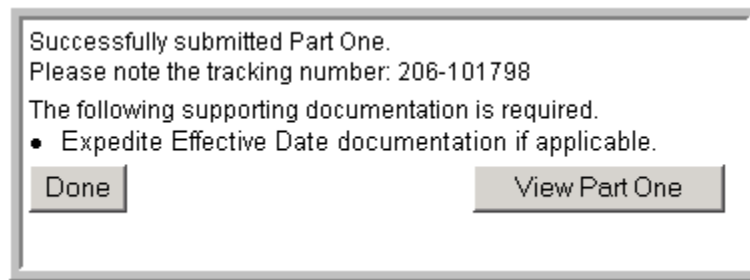 Successfully submitted Part One.
Please note the tracking number: 206-101798
The following supporting documentation is required.
● Expedite Effective Date documentation if applicable.
Done View Part One